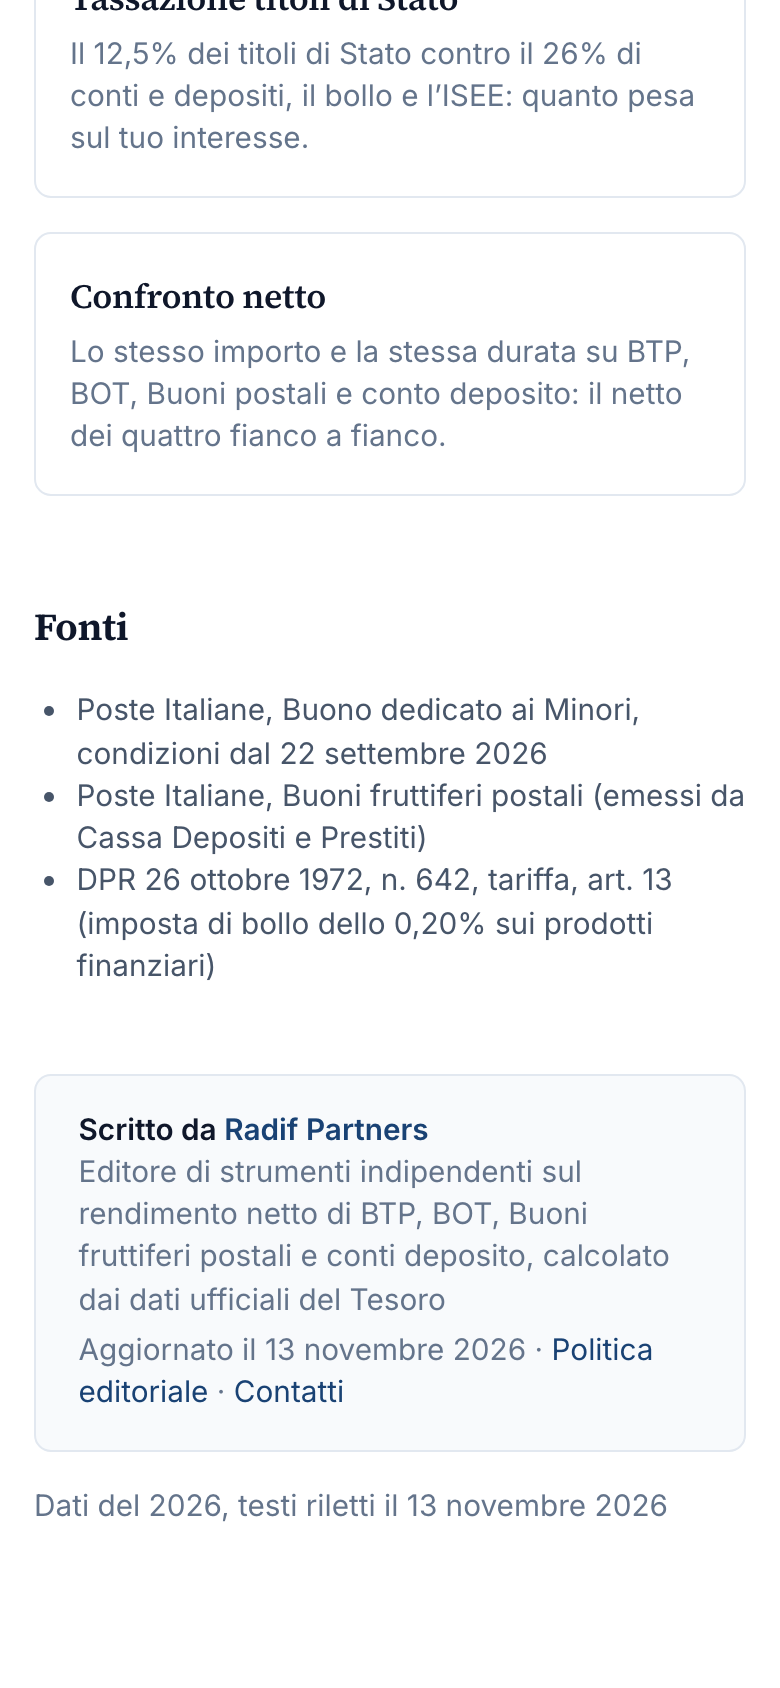 Tassazione titoli di Stato
Il 12,5% dei titoli di Stato contro il 26% di
conti e depositi, il bollo e l’ISEE: quanto pesa
sul tuo interesse.
Confronto netto
Lo stesso importo e la stessa durata su BTP,
BOT, Buoni postali e conto deposito: il netto
dei quattro fianco a fianco.
Fonti
• Poste Italiane, Buono dedicato ai Minori,
condizioni dal 22 settembre 2026
• Poste Italiane, Buoni fruttiferi postali (emessi da
Cassa Depositi e Prestiti)
• DPR 26 ottobre 1972, n. 642, tariffa, art. 13
(imposta di bollo dello 0,20% sui prodotti
finanziari)
Scritto da Radif Partners
Editore di strumenti indipendenti sul
rendimento netto di BTP, BOT, Buoni
fruttiferi postali e conti deposito, calcolato
dai dati ufficiali del Tesoro
Aggiornato il 13 novembre 2026 · Politica
editoriale · Contatti
Dati del 2026, testi riletti il 13 novembre 2026